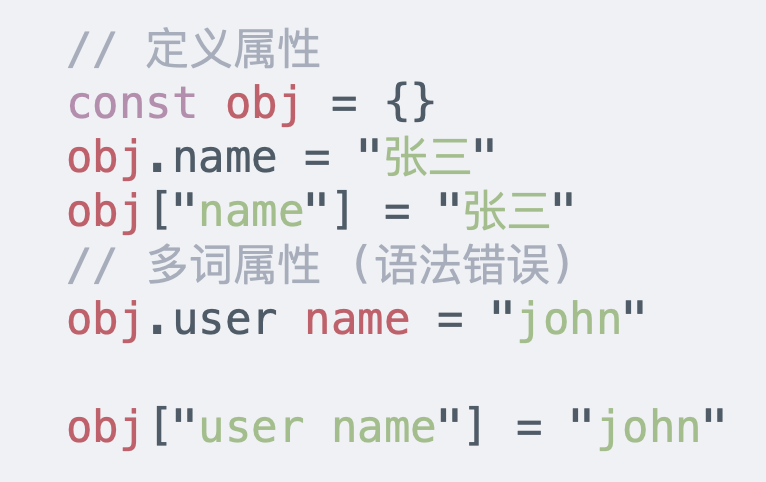 // 定义属性
const obj = {}
obj.name = "张三"
obj["name"] = "张三"
// 多词属性 (语法错误)
obj.user name = "john"
obj["user name"] = "john"